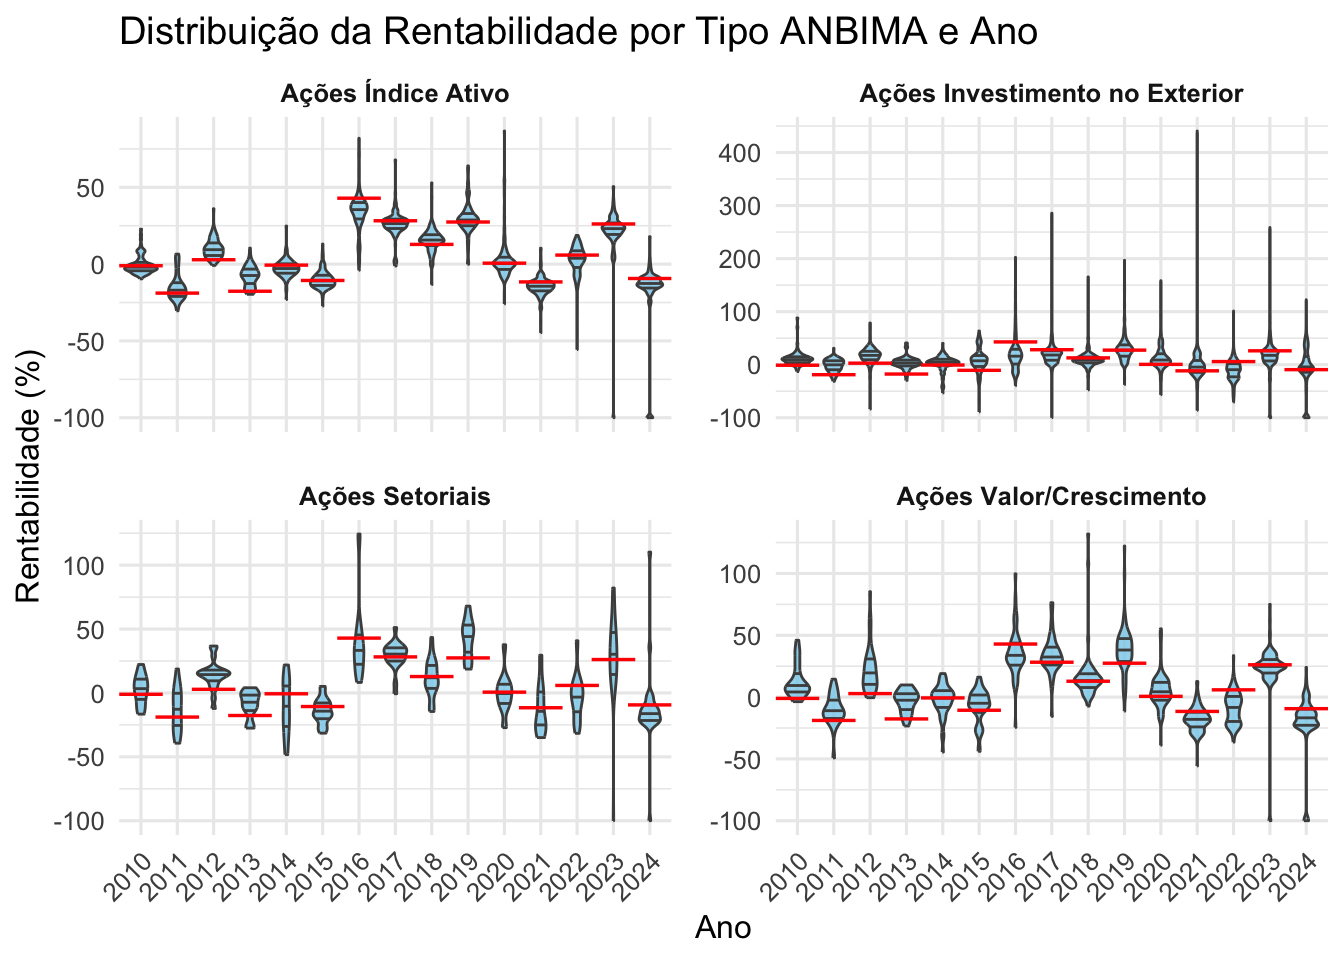 Distribuição da Rentabilidade por Tipo ANBIMA e Ano
Ações Índice Ativo
Ações Investimento no Exterior
50
0
-50
-100
400
300
200
100
0
-100
Rentabilidade (%)
Ações Setoriais
Ações Valor/Crescimento
100
50
0
-50
-100
100
50
0
-50
-100
2010 2011 2012 2013 2014 2015 2016 2017 2018 2019 2020 2021 2022 2023 2024
2010 2011 2012 2013 2014 2015 2016 2017 2018 2019 2020 2021 2022 2023 2024
Ano